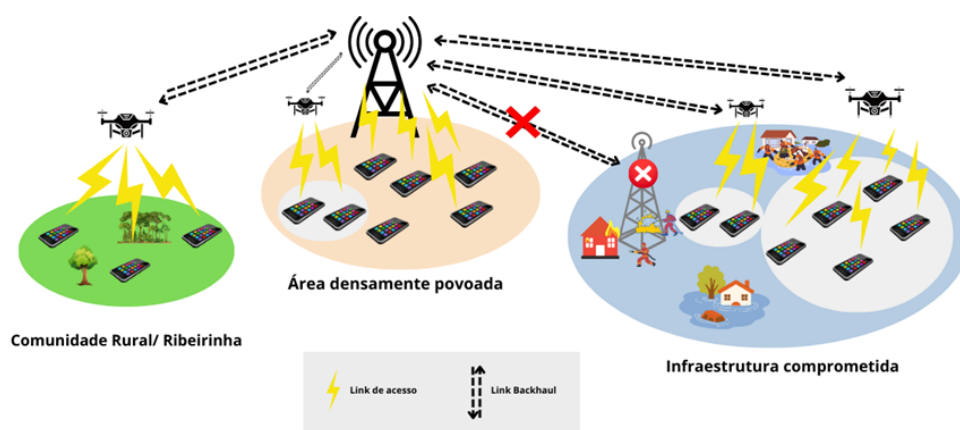 Área densamente povoada
Comunidade Rural/ Ribeirinha
Infraestrutura comprometida
Link de acesso
Link Backhaul